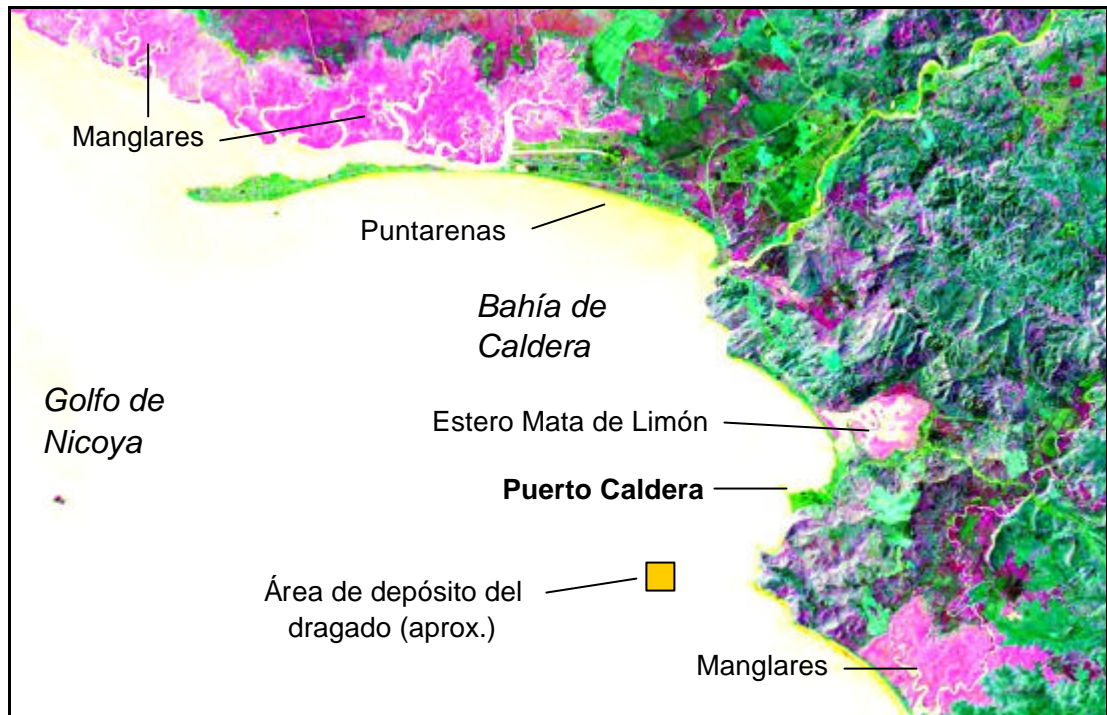 Manglares
Puntarenas
Bahía de
Caldera
Golfo de
Nicoya
Estero Mata de Limón
Puerto Caldera
Área de depósito del
dragado (aprox.)
Manglares